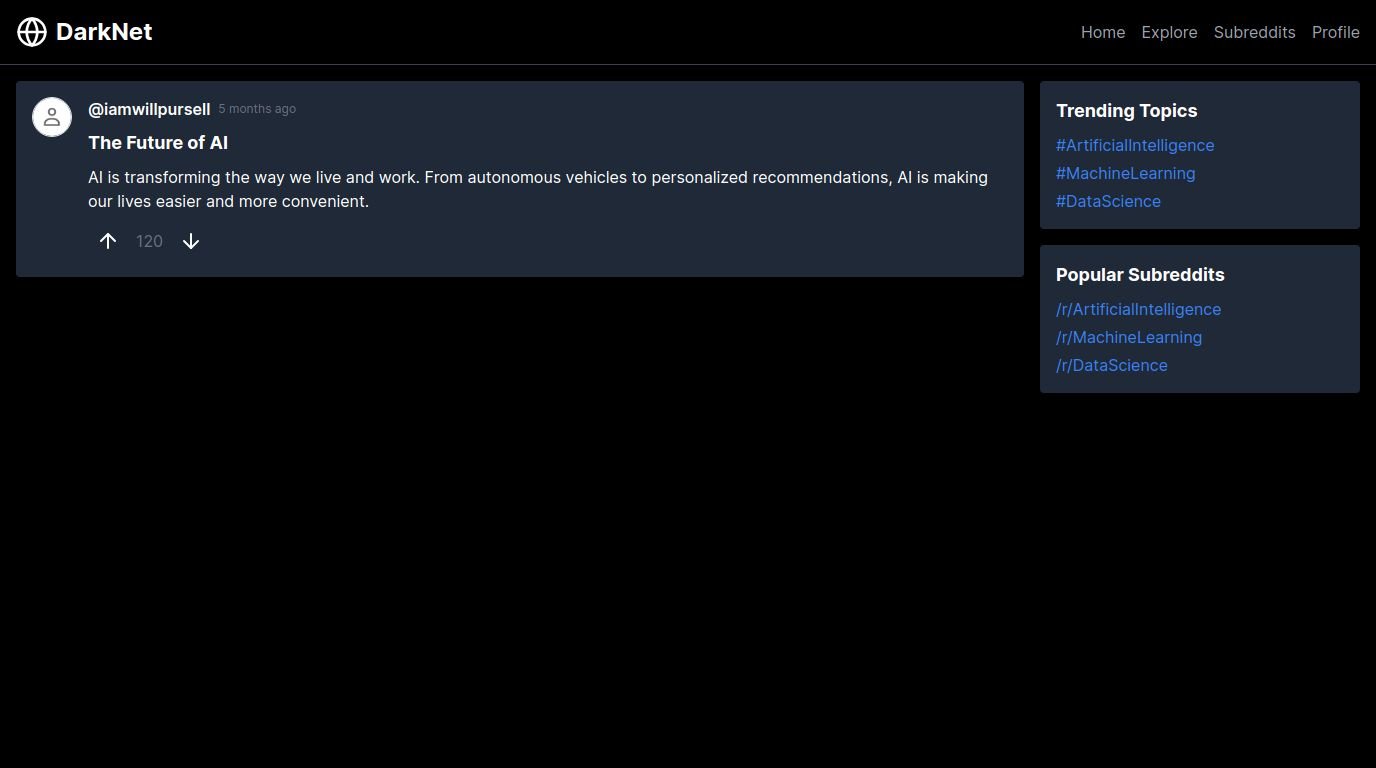 DarkNet
Home Explore Subreddits Profile
@iamwillpursell 5 months ago
The Future of AI
AI is transforming the way we live and work. From autonomous vehicles to personalized recommendations, AI is making
our lives easier and more convenient.
120
Trending Topics
#ArtificialIntelligence
#MachineLearning
#DataScience
Popular Subreddits
/r/ArtificialIntelligence
/r/MachineLearning
/r/DataScience